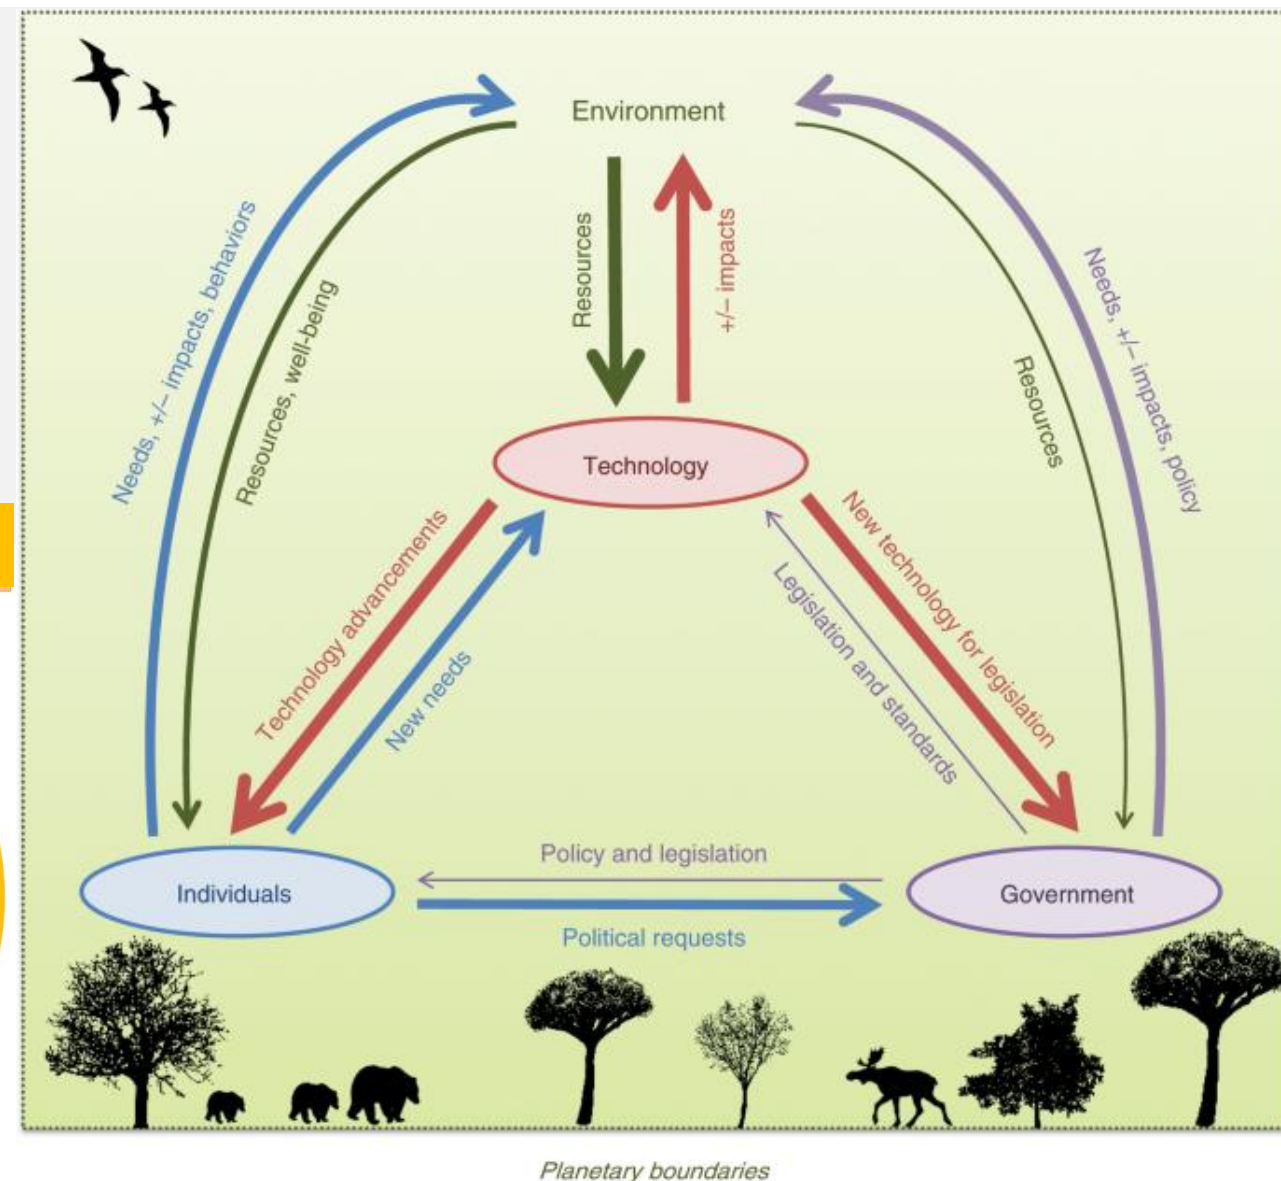 Environment
Needs, +/– impacts, behaviors
Resources, well-being
Resources
+/– impacts
Resources
Needs, +/– impacts, policy
Technology
Technology advancements
New needs
Legislation and standards
New technology for legislation
Policy and legislation
Individuals
Government
Political requests
Planetary boundaries